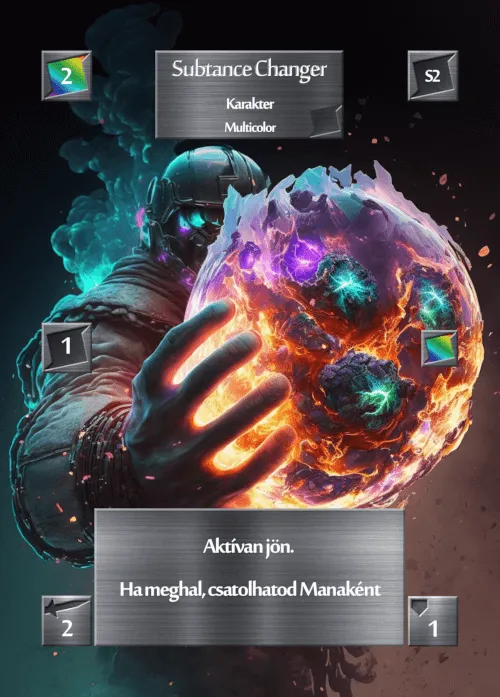 2
Subtance Changer
S2
Karakter
Multicolor
1
Aktívan jön.
Ha meghal, csatolhatod Manaként
2
1